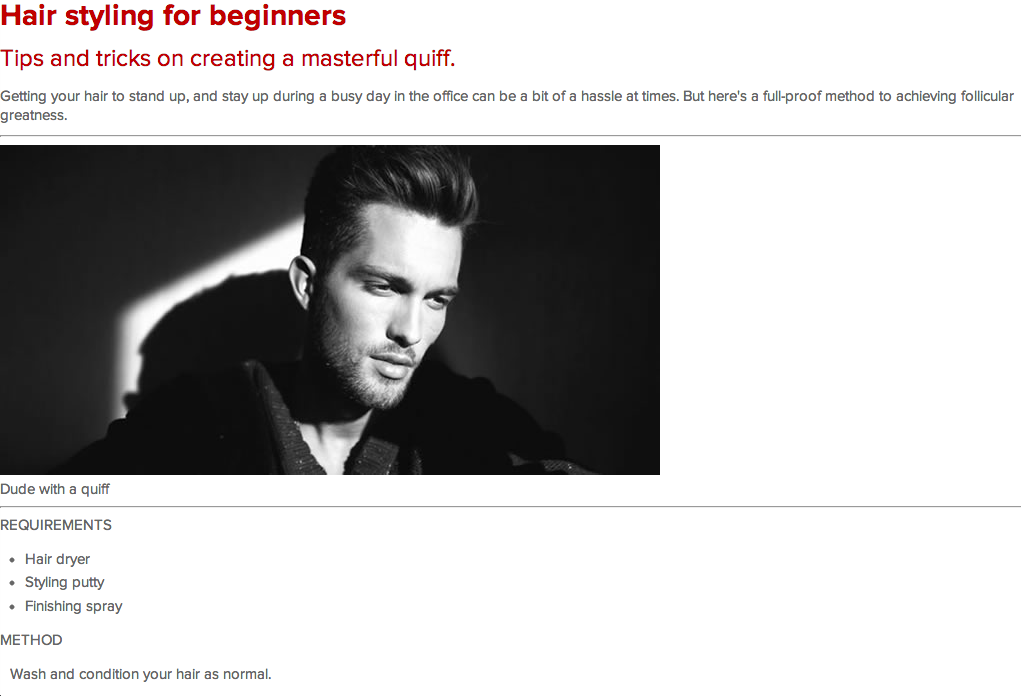 Hair styling for beginners
Tips and tricks on creating a masterful quiff.
Getting your hair to stand up, and stay up during a busy day in the office can be a bit of a hassle at times. But here's a full-proof method to achieving follicular
greatness.
Dude with a quiff
REQUIREMENTS
• Hair dryer
• Styling putty
• Finishing spray
METHOD
Wash and condition your hair as normal.